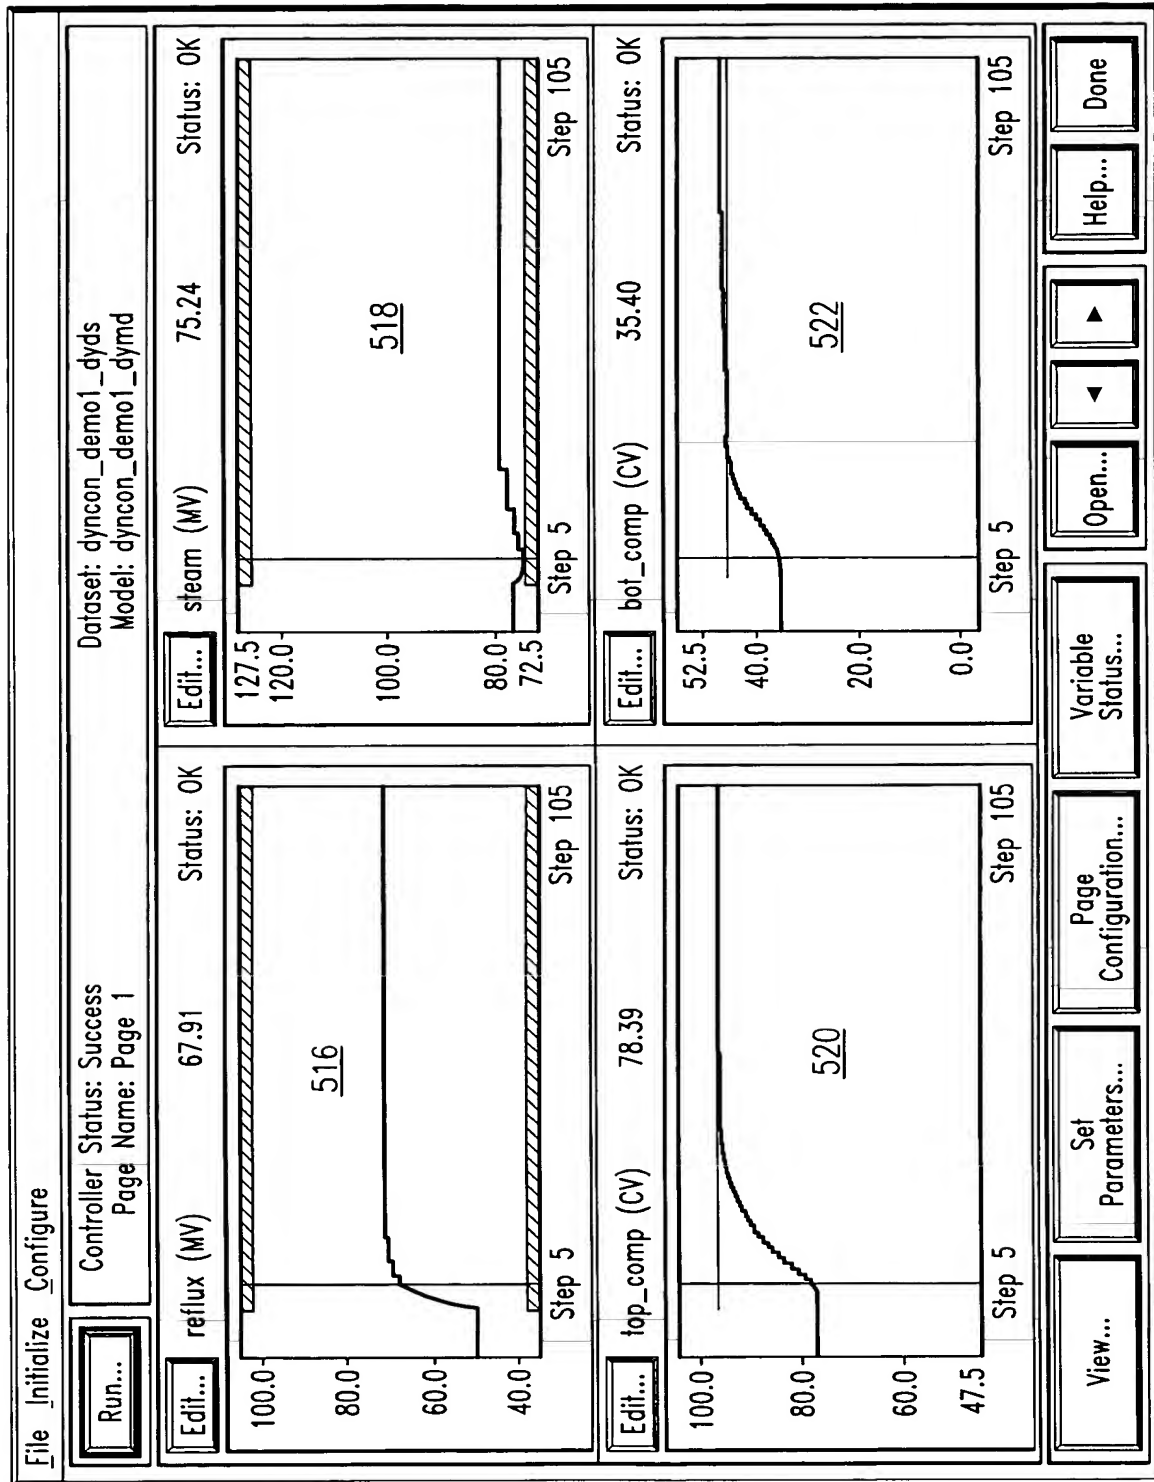 File Initialize Configure
Run...
Controller Status: Success
Page Name: Page 1
Dataset: dyncon_demo1_dyds
Model: dyncon_demo1_dymd
Edit...
reflux (MV)
67.91
Status: OK
100.0
80.0
60.0
40.0
516
Step 5
Step 105
Edit...
steam (MV)
75.24
Status: OK
127.5
120.0
100.0
80.0
72.5
518
Step 5
Step 105
Edit...
top_comp (CV)
78.39
Status: OK
100.0
80.0
60.0
47.5
520
Step 5
Step 105
Edit...
bot_comp (CV)
35.40
Status: OK
52.5
40.0
20.0
0.0
522
Step 5
Step 105
View...
Set
Parameters...
Page
Configuration...
Variable
Status...
Open...
Help...
Done